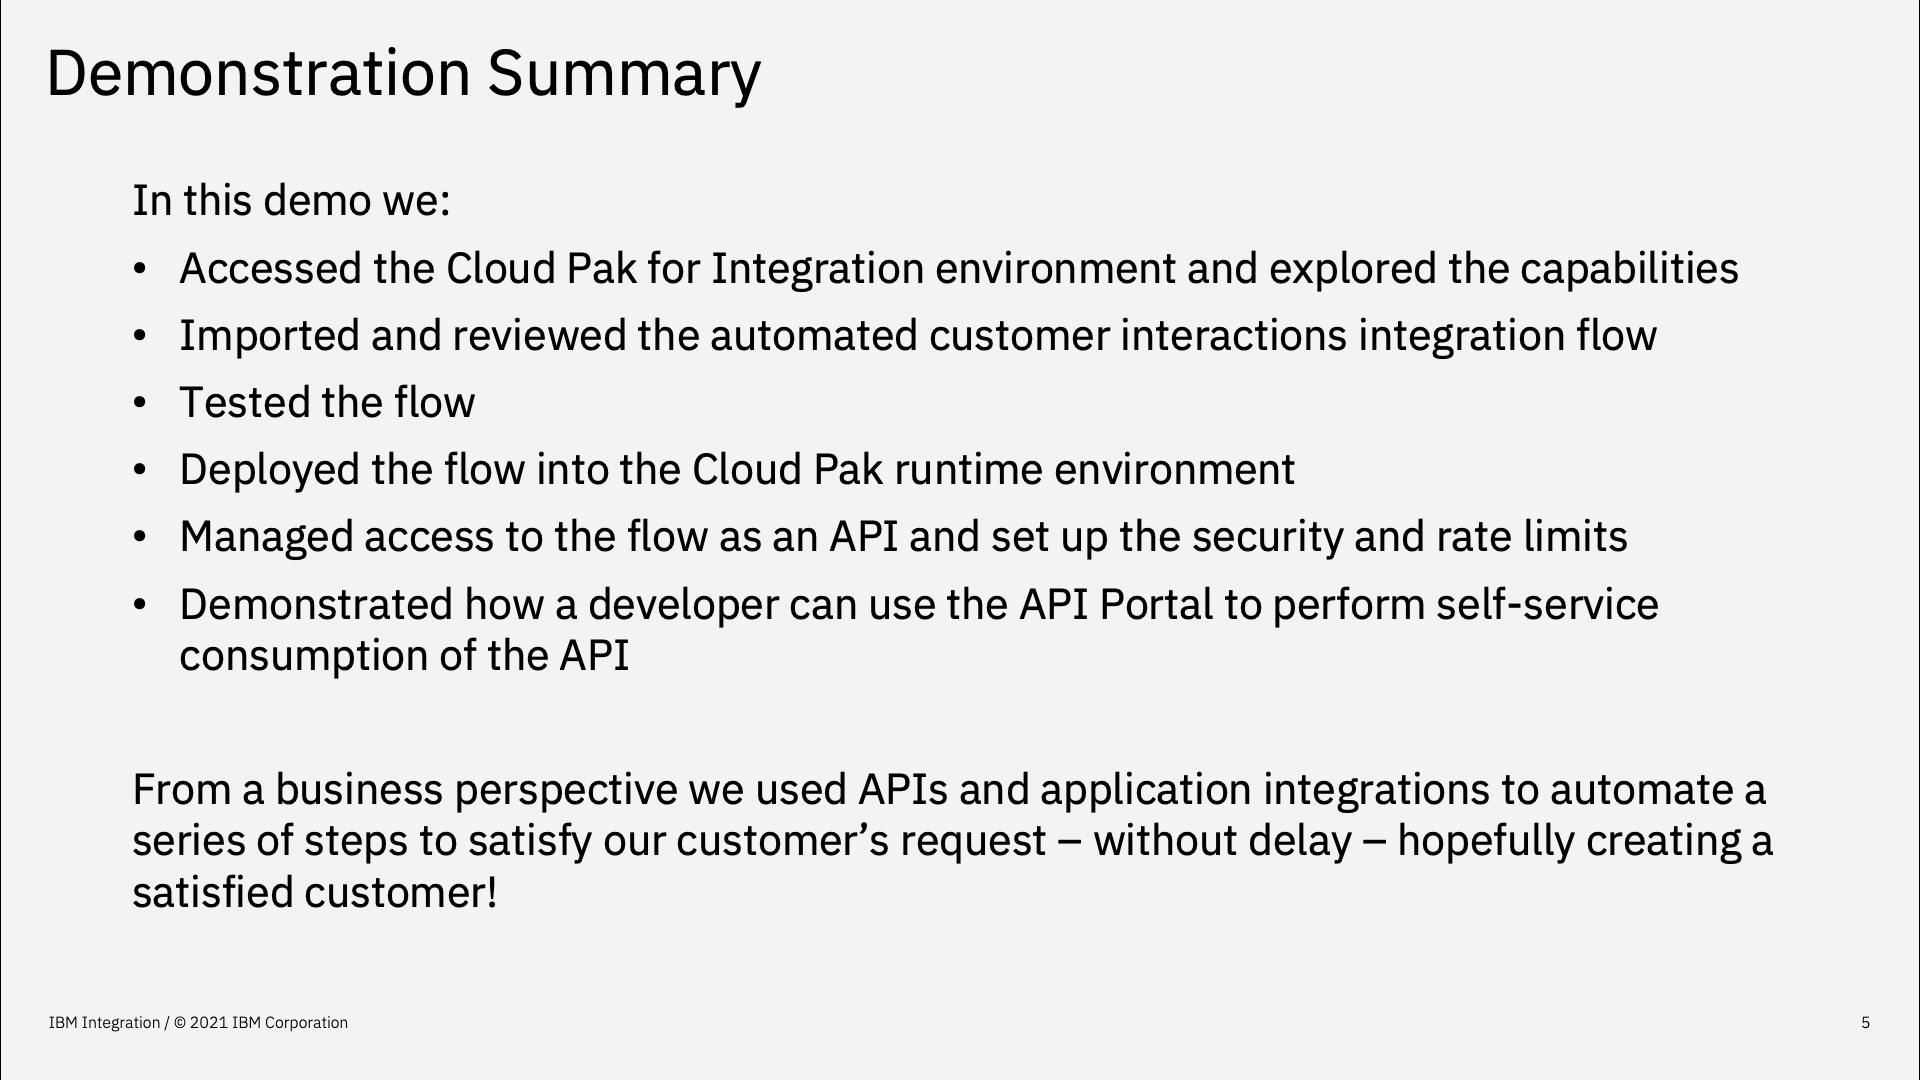 Demonstration Summary
In this demo we:
• Accessed the Cloud Pak for Integration environment and explored the capabilities
• Imported and reviewed the automated customer interactions integration flow
• Tested the flow
• Deployed the flow into the Cloud Pak runtime environment
• Managed access to the flow as an API and set up the security and rate limits
• Demonstrated how a developer can use the API Portal to perform self-service
consumption of the API
From a business perspective we used APIs and application integrations to automate a
series of steps to satisfy our customer’s request – without delay – hopefully creating a
satisfied customer!
IBM Integration / © 2021 IBM Corporation
5